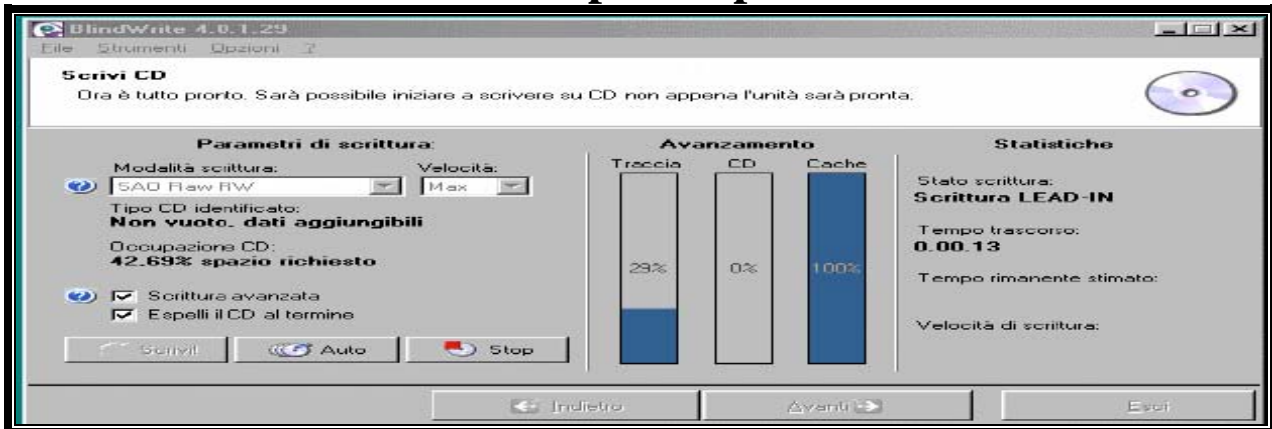 BlindWrite 4.0.1.29
File Strumenti Opzioni ?
Scrivi CD
Ora è tutto pronto. Sarà possibile iniziare a scrivere su CD non appena l'unità sarà pronta.
Parametri di scrittura:
Modalità scrittura: Velocità:
SAO Raw RW Max
Tipo CD identificato:
Non vuoto, dati aggiungibili
Occupazione CD:
42.69% spazio richiesto
Scrittura avanzata
Espelli il CD al termine
Scrivi! Auto Stop
Avanzamento
Traccia CD Cache
29% 0% 100%
Statistiche
Stato scrittura:
Scrittura LEAD-IN
Tempo trascorso:
0.00.13
Tempo rimanente stimato:
Velocità di scrittura:
Indietro Avanti Esci